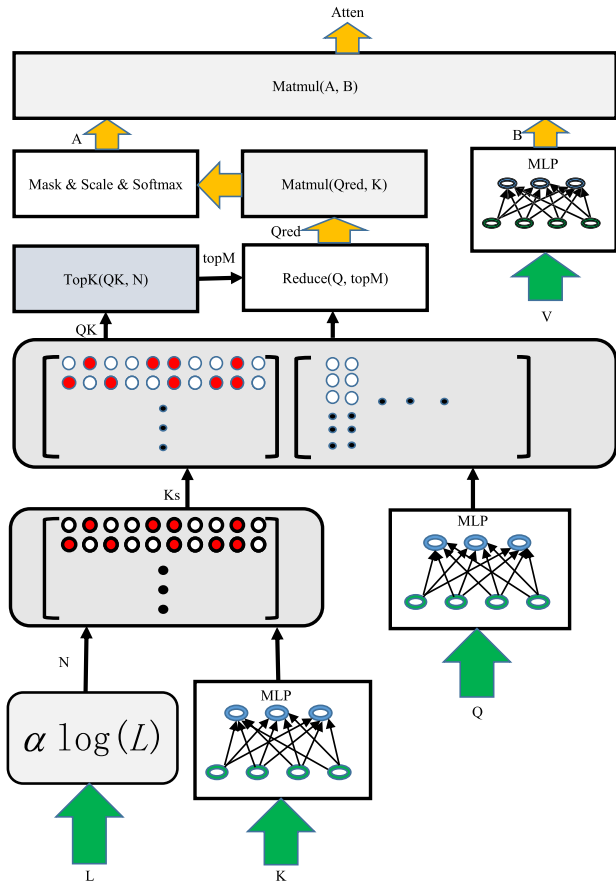 Atten
Matmul(A, B)
A
B
MLP
Mask & Scale & Softmax
Matmul(Qred, K)
Qred
topM
TopK(QK, N)
Reduce(Q, topM)
V
QK
Ks
MLP
N
MLP
Q
α log(L)
L
K